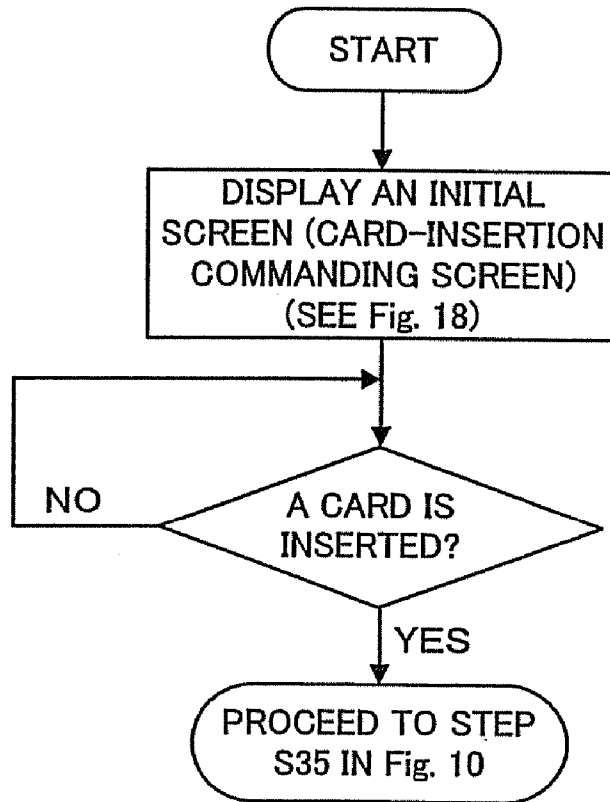 START
DISPLAY AN INITIAL
SCREEN (CARD-INSERTION
COMMANDING SCREEN)
(SEE Fig. 18)
NO
A CARD IS
INSERTED?
YES
PROCEED TO STEP
S35 IN Fig. 10